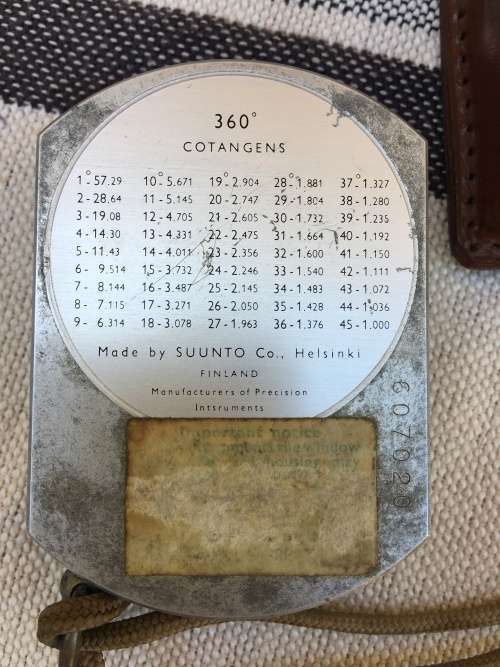 360°
COTANGENS
1°-57.29 10°-5.671 19°-2.904 28°-1.881 37°-1.327
2-28.64 11-5.145 20-2.747 29-1.804 38-1.280
3-19.08 12-4.705 21-2.605 30-1.732 39-1.235
4-14.30 13-4.331 22-2.475 31-1.664 40-1.192
5-11.43 14-4.011 23-2.356 32-1.600 41-1.150
6- 9.514 15-3.732 24-2.246 33-1.540 42-1.111
7- 8.144 16-3.487 25-2.145 34-1.483 43-1.072
8- 7.115 17-3.271 26-2.050 35-1.428 44-1.036
9- 6.314 18-3.078 27-1,963 36-1.376 45-1.000
Made by SUUNTO Co., Helsinki
FINLAND
Manufacturers of Precision
Intsruments
607020
notice
the window
housing may